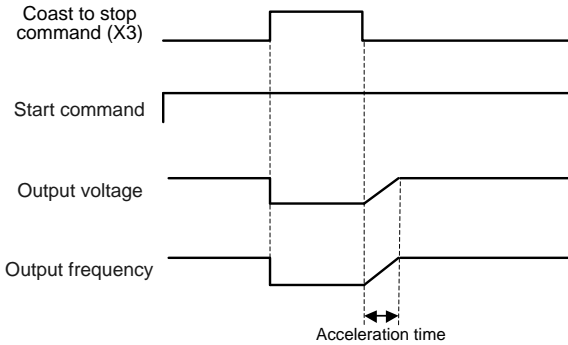 Coast to stop
command (X3)
Start command
Output voltage
Output frequency
Acceleration time